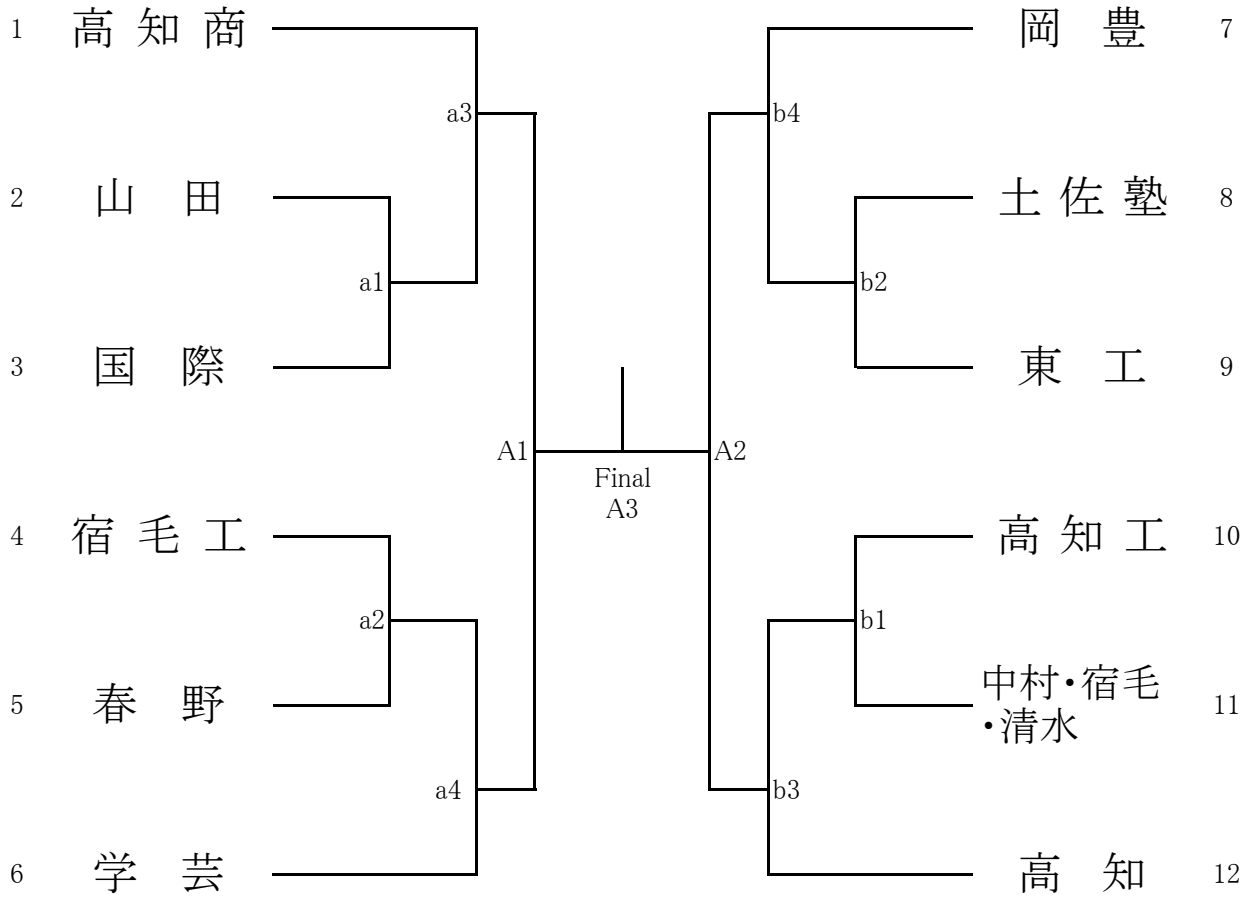 1 高知商
岡豊 7
a3
b4
2 山田
土佐塾 8
a1
b2
3 国際
東工 9
A1
A2
Final
A3
4 宿毛工
高知工 10
a2
b1
5 春野
中村・宿毛
・清水
11
a4
b3
6 学芸
高知 12